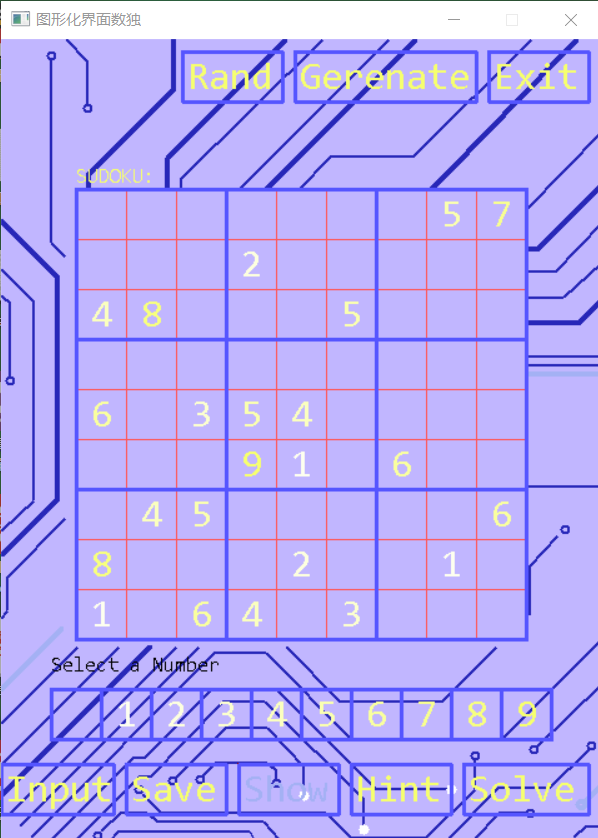 图形化界面数独
Rand Gerenate Exit
SUDOKU:
5 7
2
4 8 5
6 3 5 4
9 1 6
4 5 6
8 2 1
1 6 4 3
Select a Number
1 2 3 4 5 6 7 8 9
Input Save Show Hint Solve